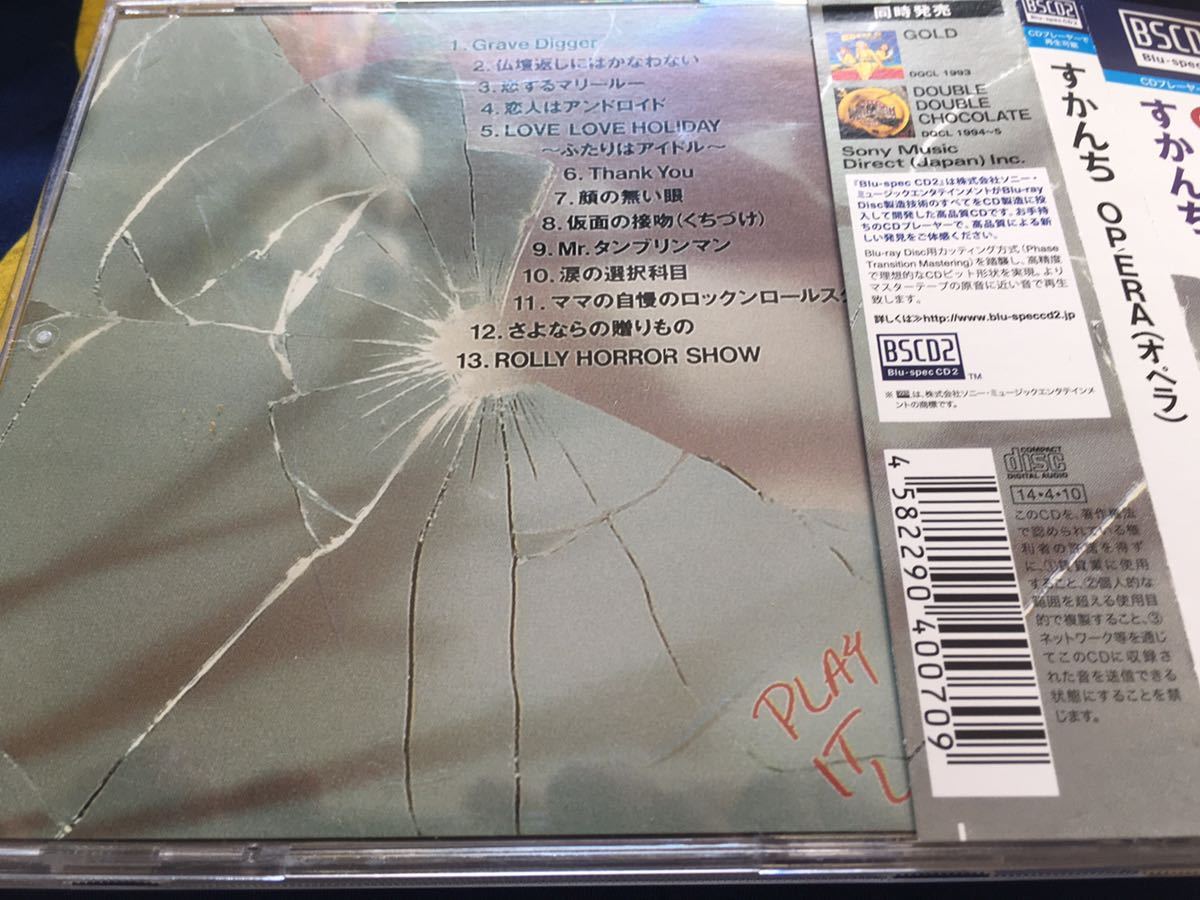 1. Grave Digger
2. 仏壇返しにはかなわない
3. 恋するマリールー
4. 恋人はアンドロイド
5. LOVE LOVE HOLIDAY
～ふたりはアイドル～
6. Thank You
7. 顔の無い眼
8. 仮面の接吻(くちづけ)
9. Mr.タンブリンマン
10. 涙の選択科目
11. ママの自慢のロックンロールスタ
12. さよならの贈りもの
13. ROLLY HORROR SHOW
PLAY
IT
同時発売
GOLD
DQCL 1993
DOUBLE
DOUBLE
CHOCOLATE
DQCL 1994~5
Sony Music
Direct (Japan) Inc.
『Blu-spec CD2』は株式会社ソニー・
ミュージックエンタテインメントがBlu-ray
Disc製造技術のすべてをCD製造に投
入して開発した高品質CDです。お手持
ちのCDプレーヤーで、高品質による新
しい発見をご体感ください。
Blu-ray Disc用カッティング方式(Phase
Transition Mastering)を踏襲し、高精度
で理想的なCDピット形状を実現。より
マスターテープの原音に近い音で再生
致します。
詳しくは≫http://www.blu-speccd2.jp
BSCD2
Blu-spec CD2
TM
※ は、株式会社ソニー・ミュージックエンタテインメ
ントの商標です。
4 582290 400709
COMPACT
disc
DIGITAL AUDIO
14・4・10
このCDを、著作権法
で認められている権
利者の許諾を得ず
に、①賃貸業に使用
すること、②個人的な
範囲を超える使用目
的で複製すること、③
ネットワーク等を通じ
てこのCDに収録さ
れた音を送信できる
状態にすることを禁
じます。
BSCD2
Blu-spec CD2
CDプレーヤーで
再生可能
すかんち OPERA(オペラ)
BSCD
Blu-spec
CDプレーヤー
すかんち